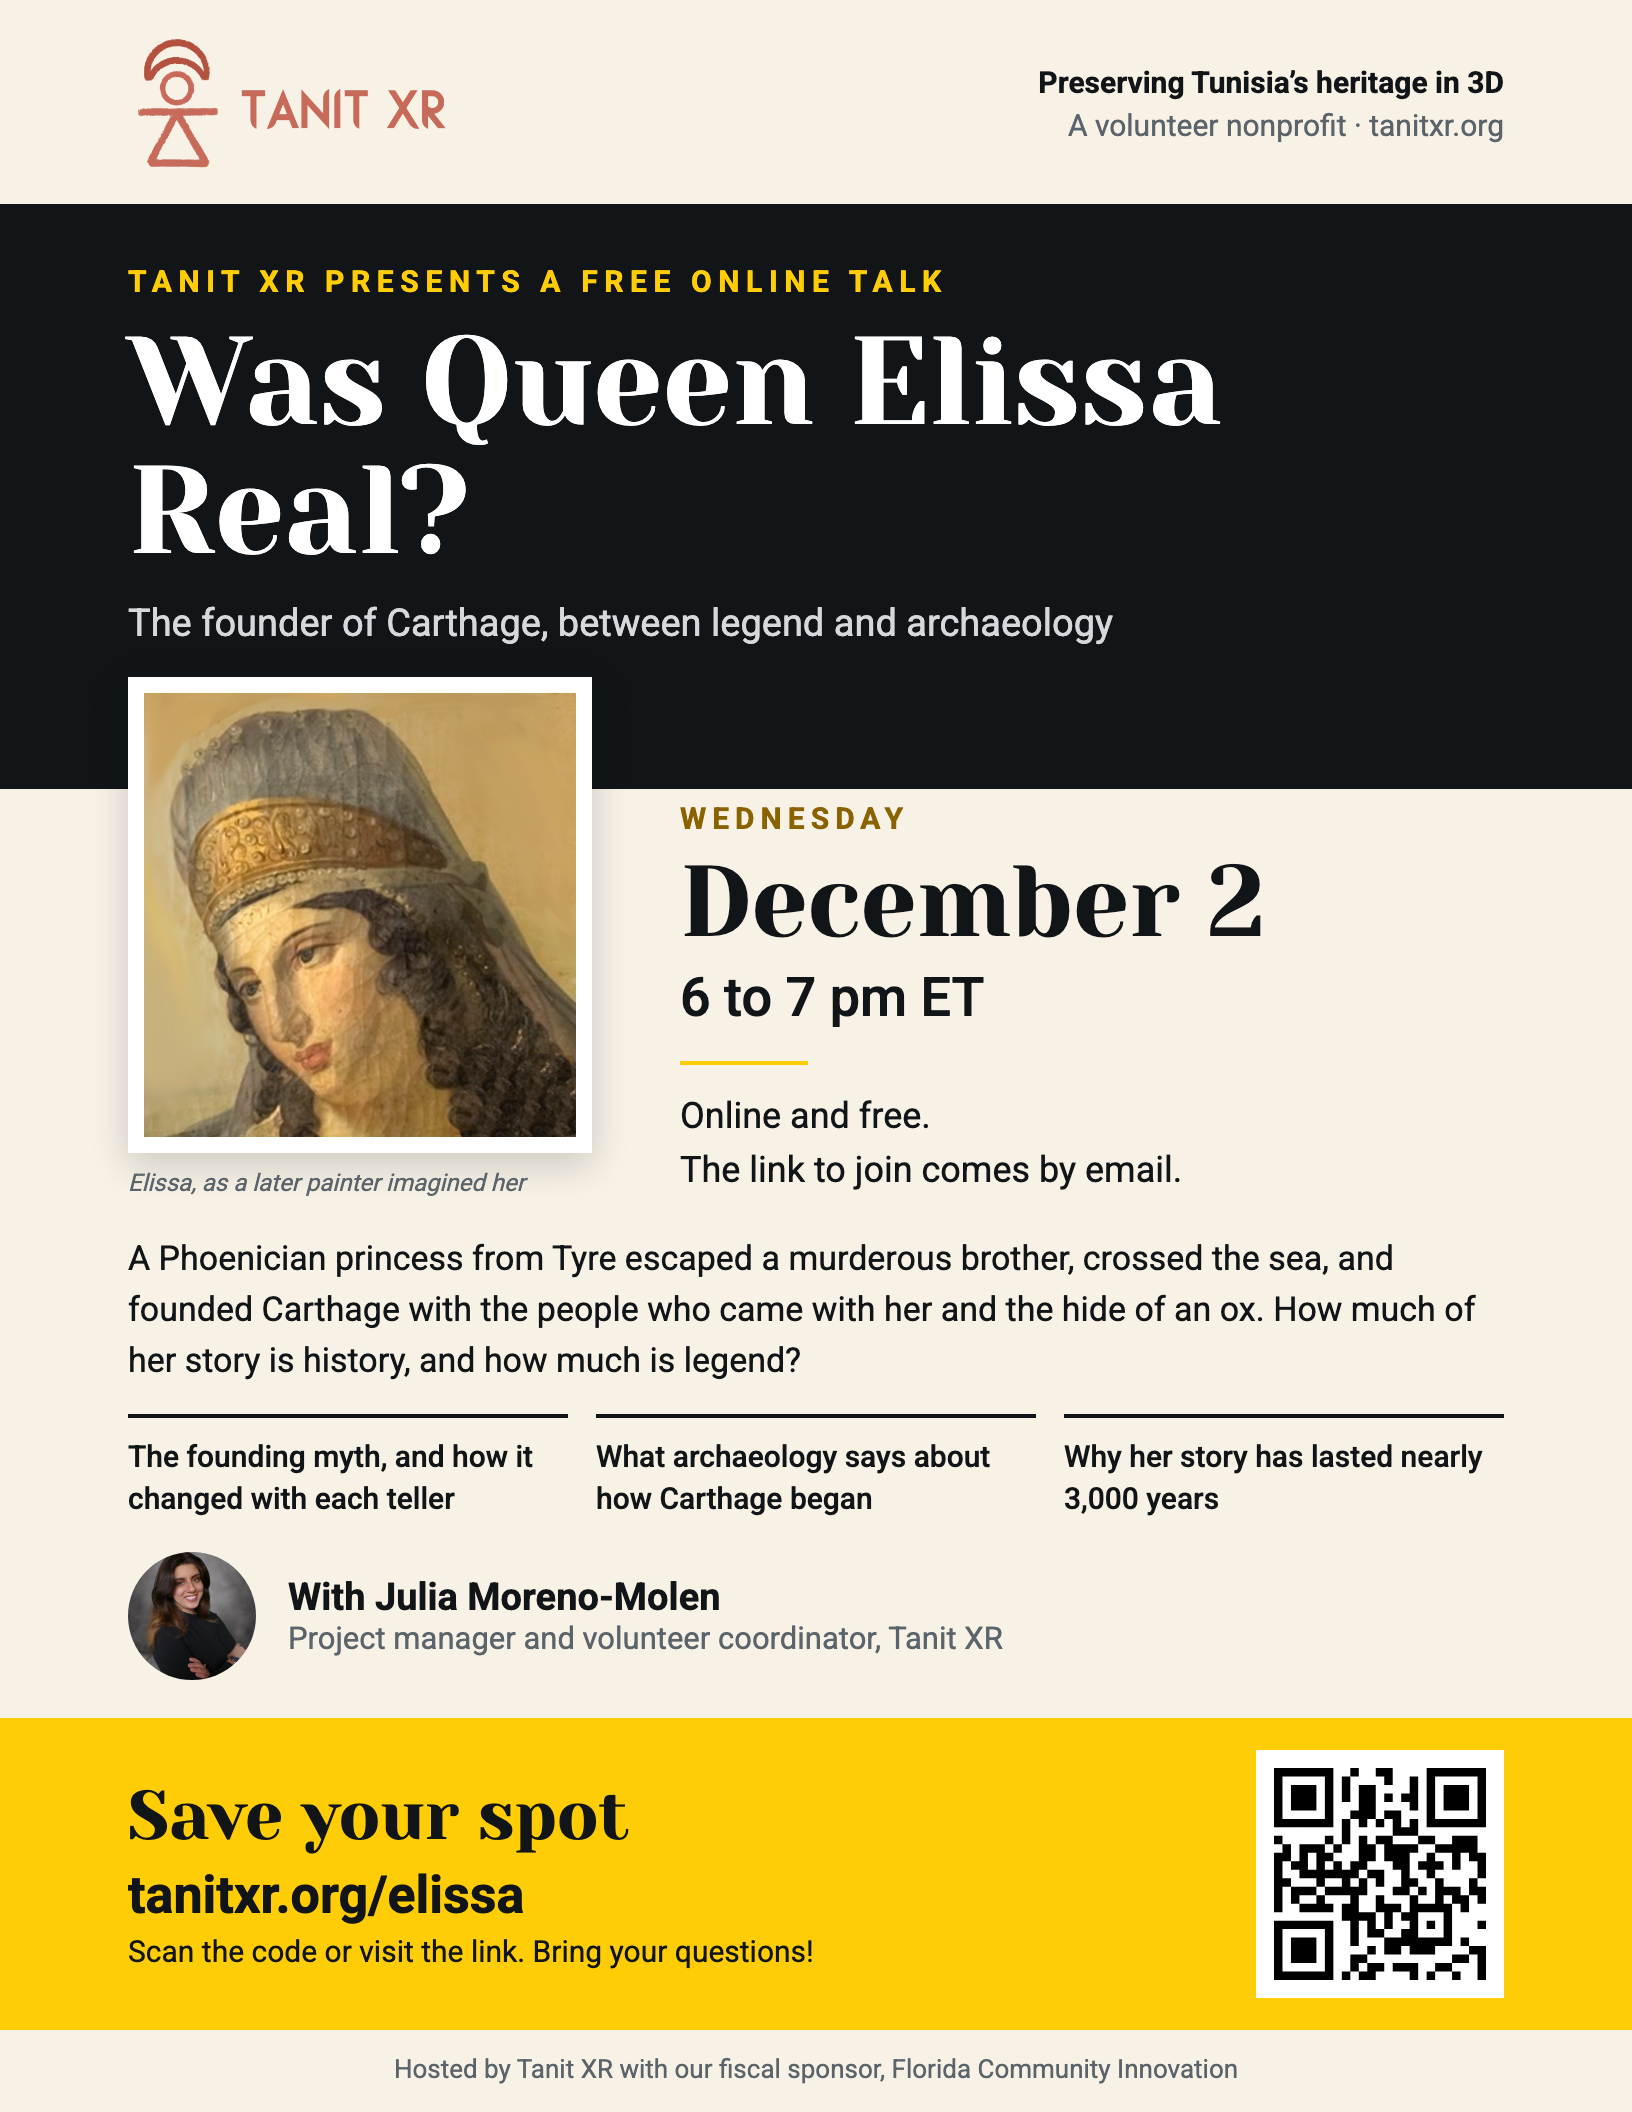 TANIT XR
Preserving Tunisia’s heritage in 3D
A volunteer nonprofit · tanitxr.org
TANIT XR PRESENTS A FREE ONLINE TALK
Was Queen Elissa
Real?
The founder of Carthage, between legend and archaeology
WEDNESDAY
December 2
6 to 7 pm ET
Online and free.
The link to join comes by email.
Elissa, as a later painter imagined her
A Phoenician princess from Tyre escaped a murderous brother, crossed the sea, and
founded Carthage with the people who came with her and the hide of an ox. How much of
her story is history, and how much is legend?
The founding myth, and how it
changed with each teller
What archaeology says about
how Carthage began
Why her story has lasted nearly
3,000 years
With Julia Moreno-Molen
Project manager and volunteer coordinator, Tanit XR
Save your spot
tanitxr.org/elissa
Scan the code or visit the link. Bring your questions!
Hosted by Tanit XR with our fiscal sponsor, Florida Community Innovation